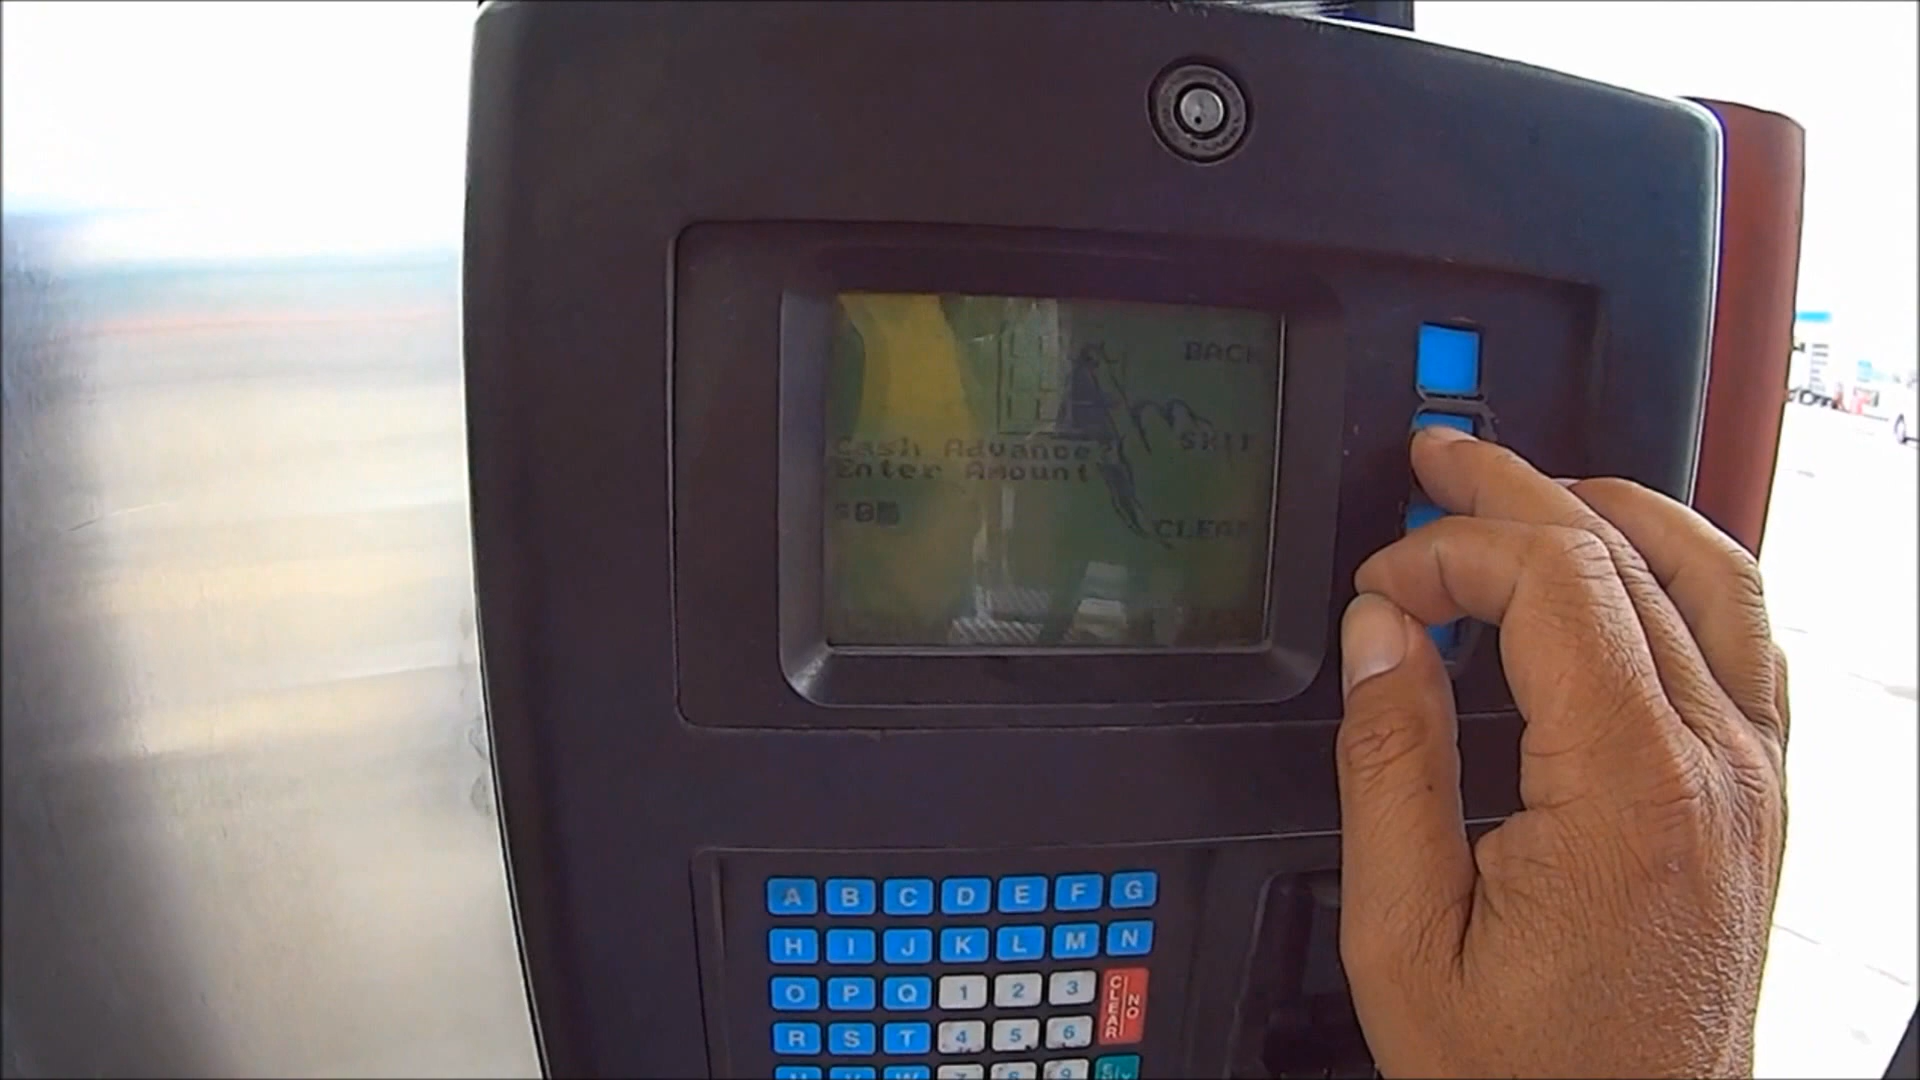 BACK
Cash Advance?
SKIP
Enter Amount
$0
CLEAR
A B C D E F G
H I J K L M N
O P Q 1 2 3 CLEAR NO
R S T 4 5 6